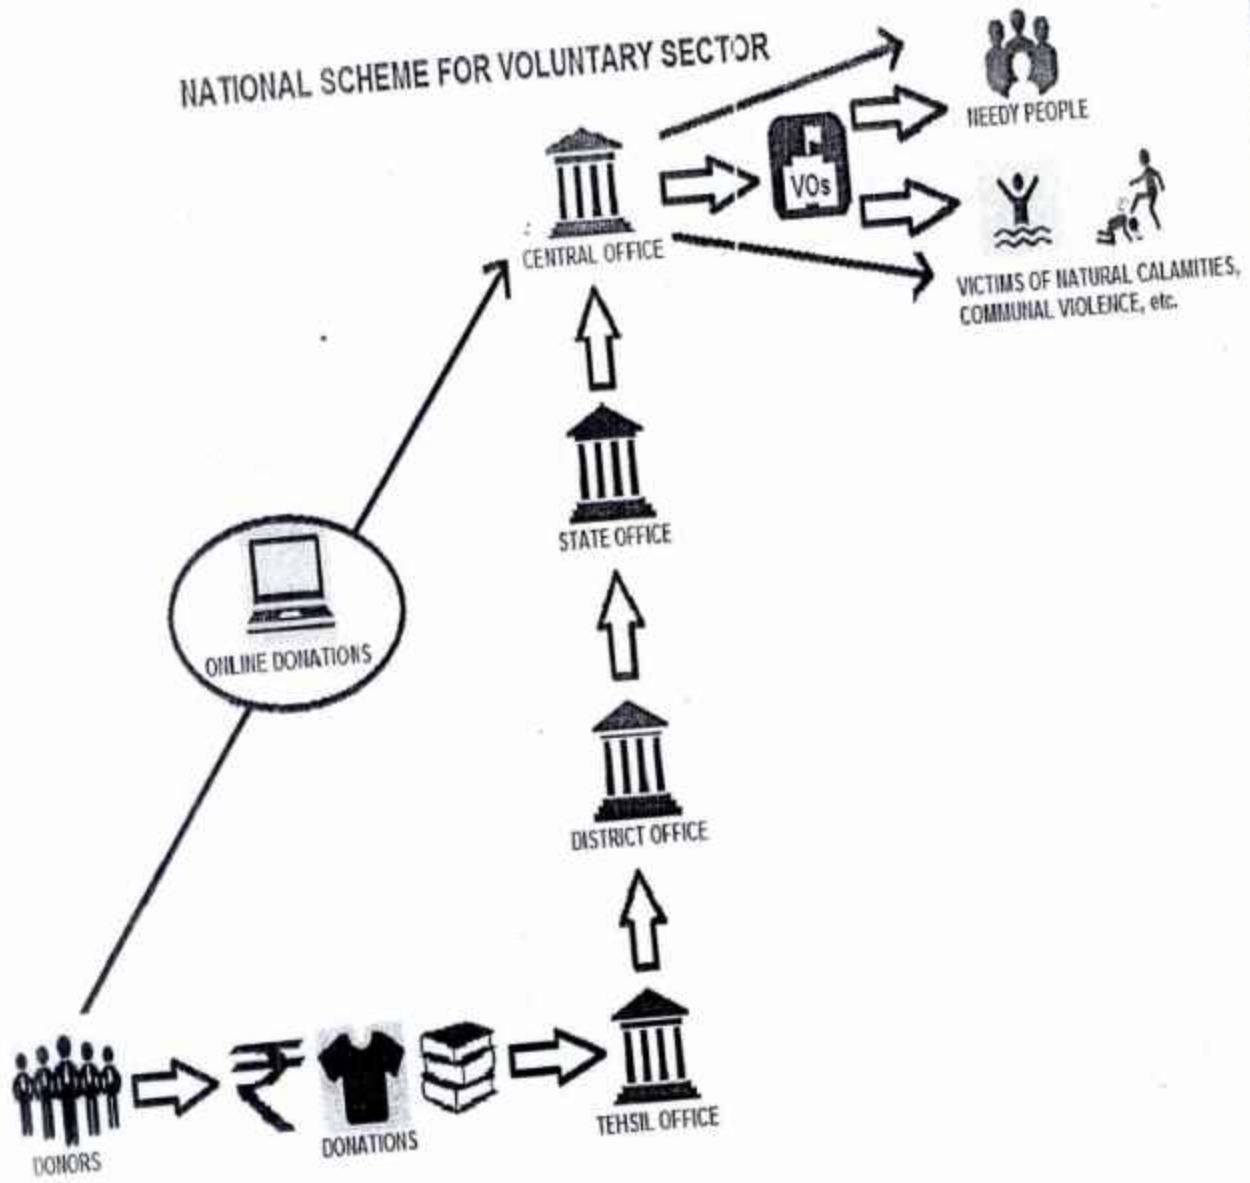 NATIONAL SCHEME FOR VOLUNTARY SECTOR
NEEDY PEOPLE
VOs
CENTRAL OFFICE
VICTIMS OF NATURAL CALAMITIES,
COMMUNAL VIOLENCE, etc.
STATE OFFICE
ONLINE DONATIONS
DISTRICT OFFICE
₹
TEHSIL OFFICE
DONATIONS
DONORS